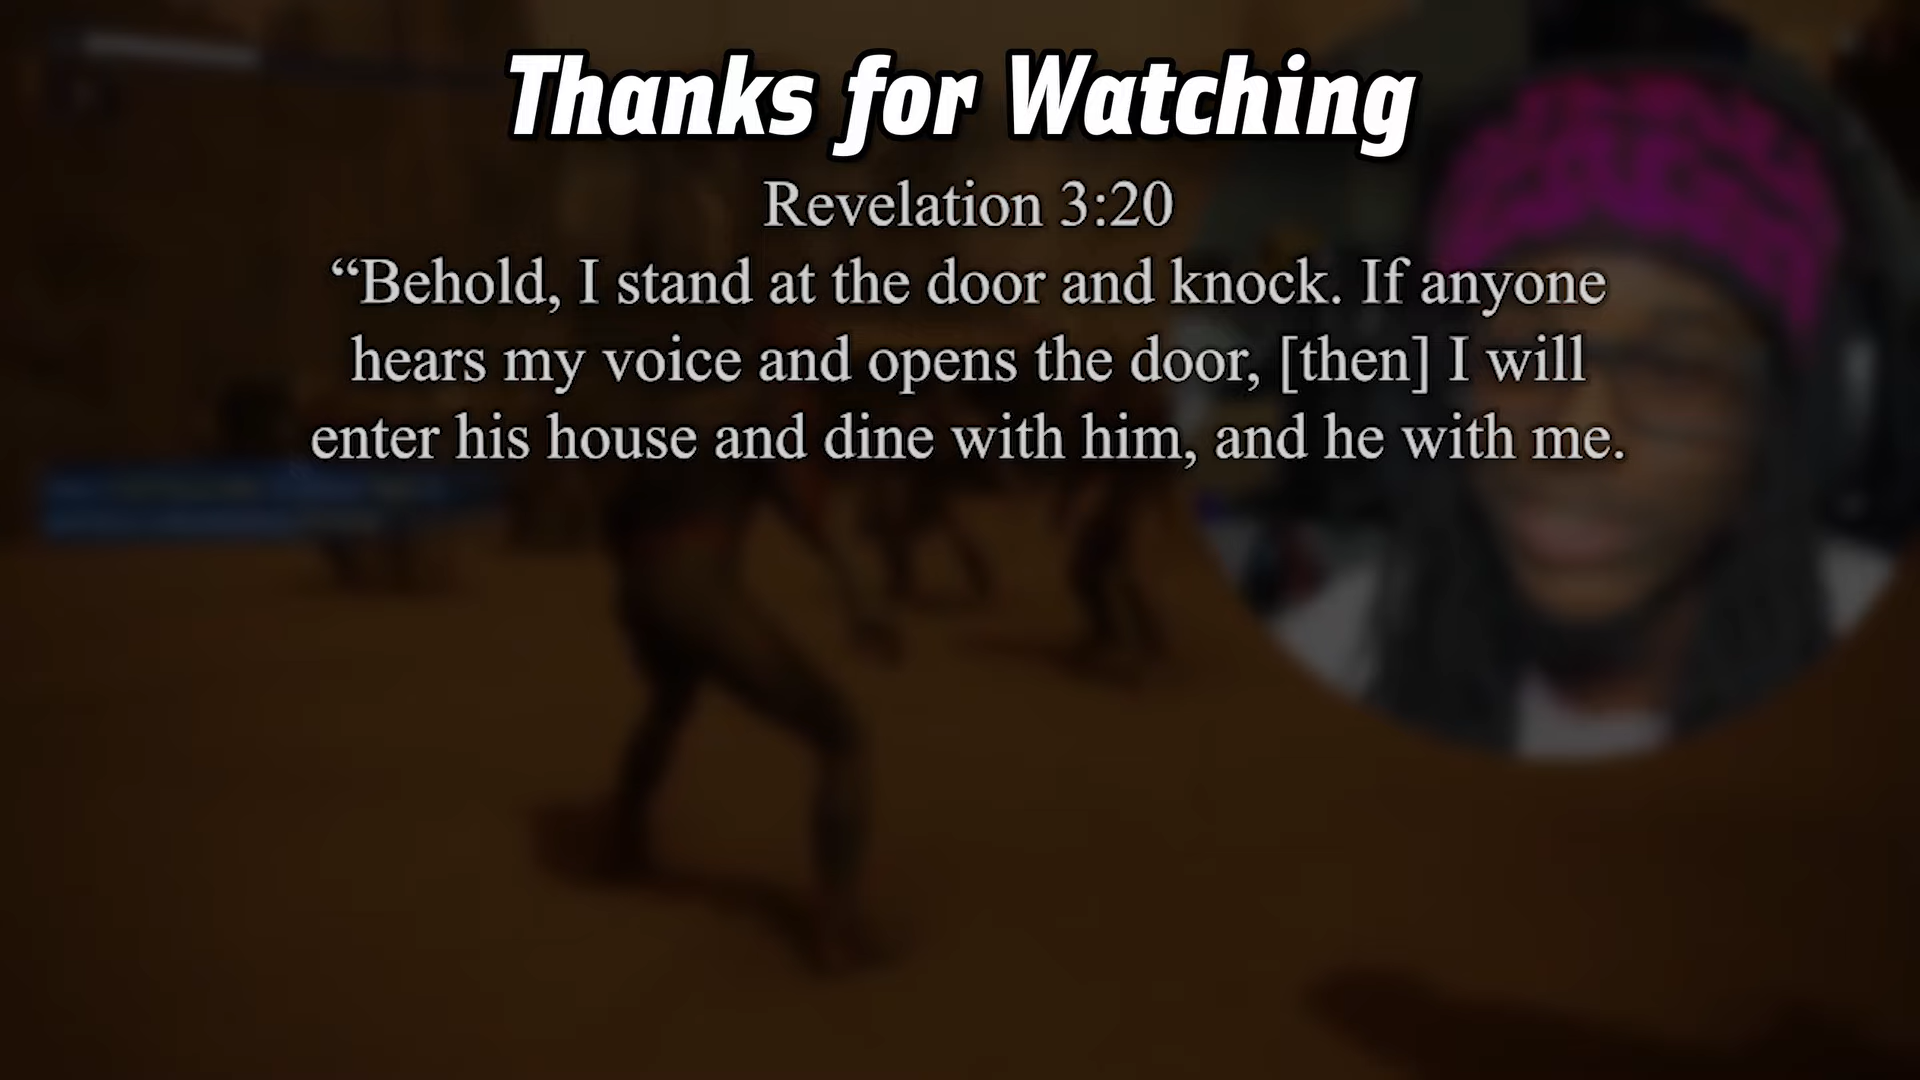 Thanks for Watching
Revelation 3:20
“Behold, I stand at the door and knock. If anyone
hears my voice and opens the door, [then] I will
enter his house and dine with him, and he with me.